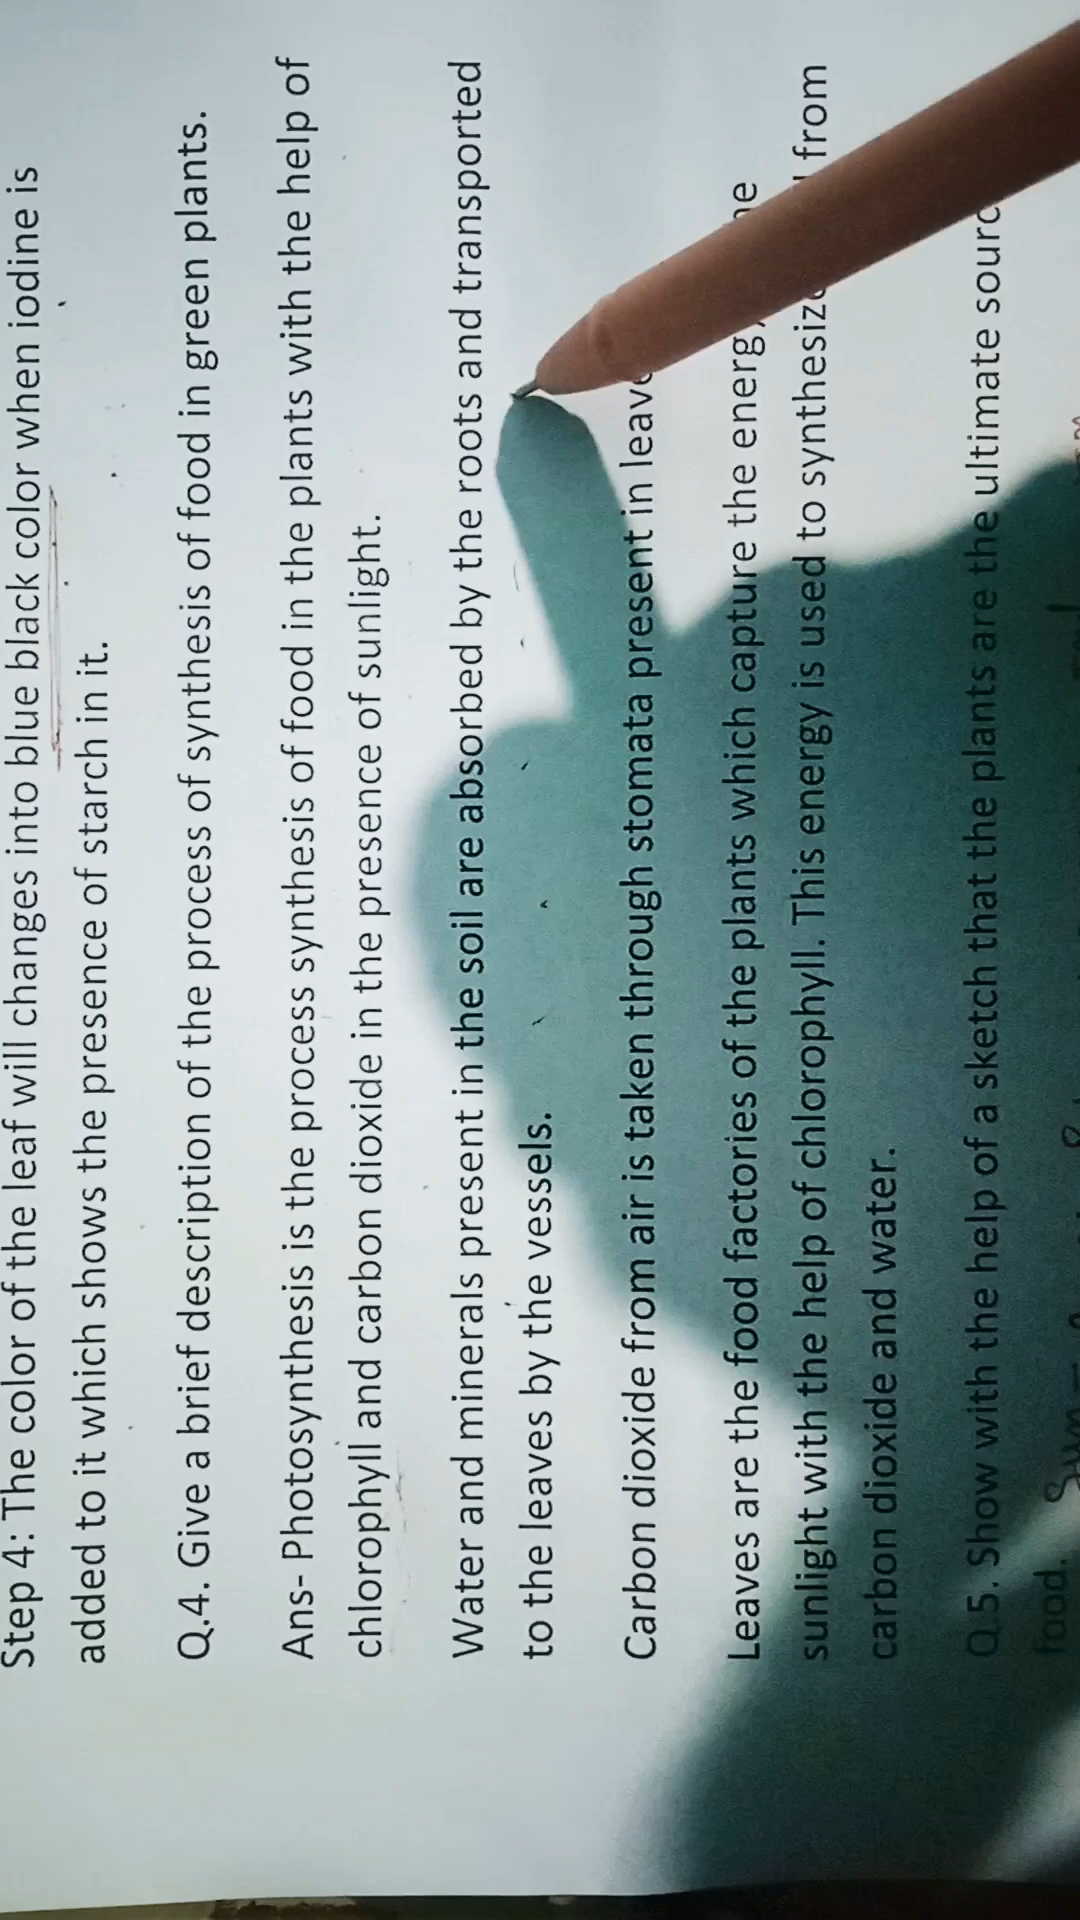 Step 4: The color of the leaf will changes into blue black color when iodine is
added to it which shows the presence of starch in it.
Q.4. Give a brief description of the process of synthesis of food in green plants.
Ans- Photosynthesis is the process synthesis of food in the plants with the help of
chlorophyll and carbon dioxide in the presence of sunlight.
Water and minerals present in the soil are absorbed by the roots and transported
to the leaves by the vessels.
Carbon dioxide from air is taken through stomata present in
Leaves are the food factories of the plants which capture the
sunlight with the help of chlorophyll. This energy is used to from
carbon dioxide and water.
Q.5. Show with the help of a sketch that the plants are the ultimate
food. Sun